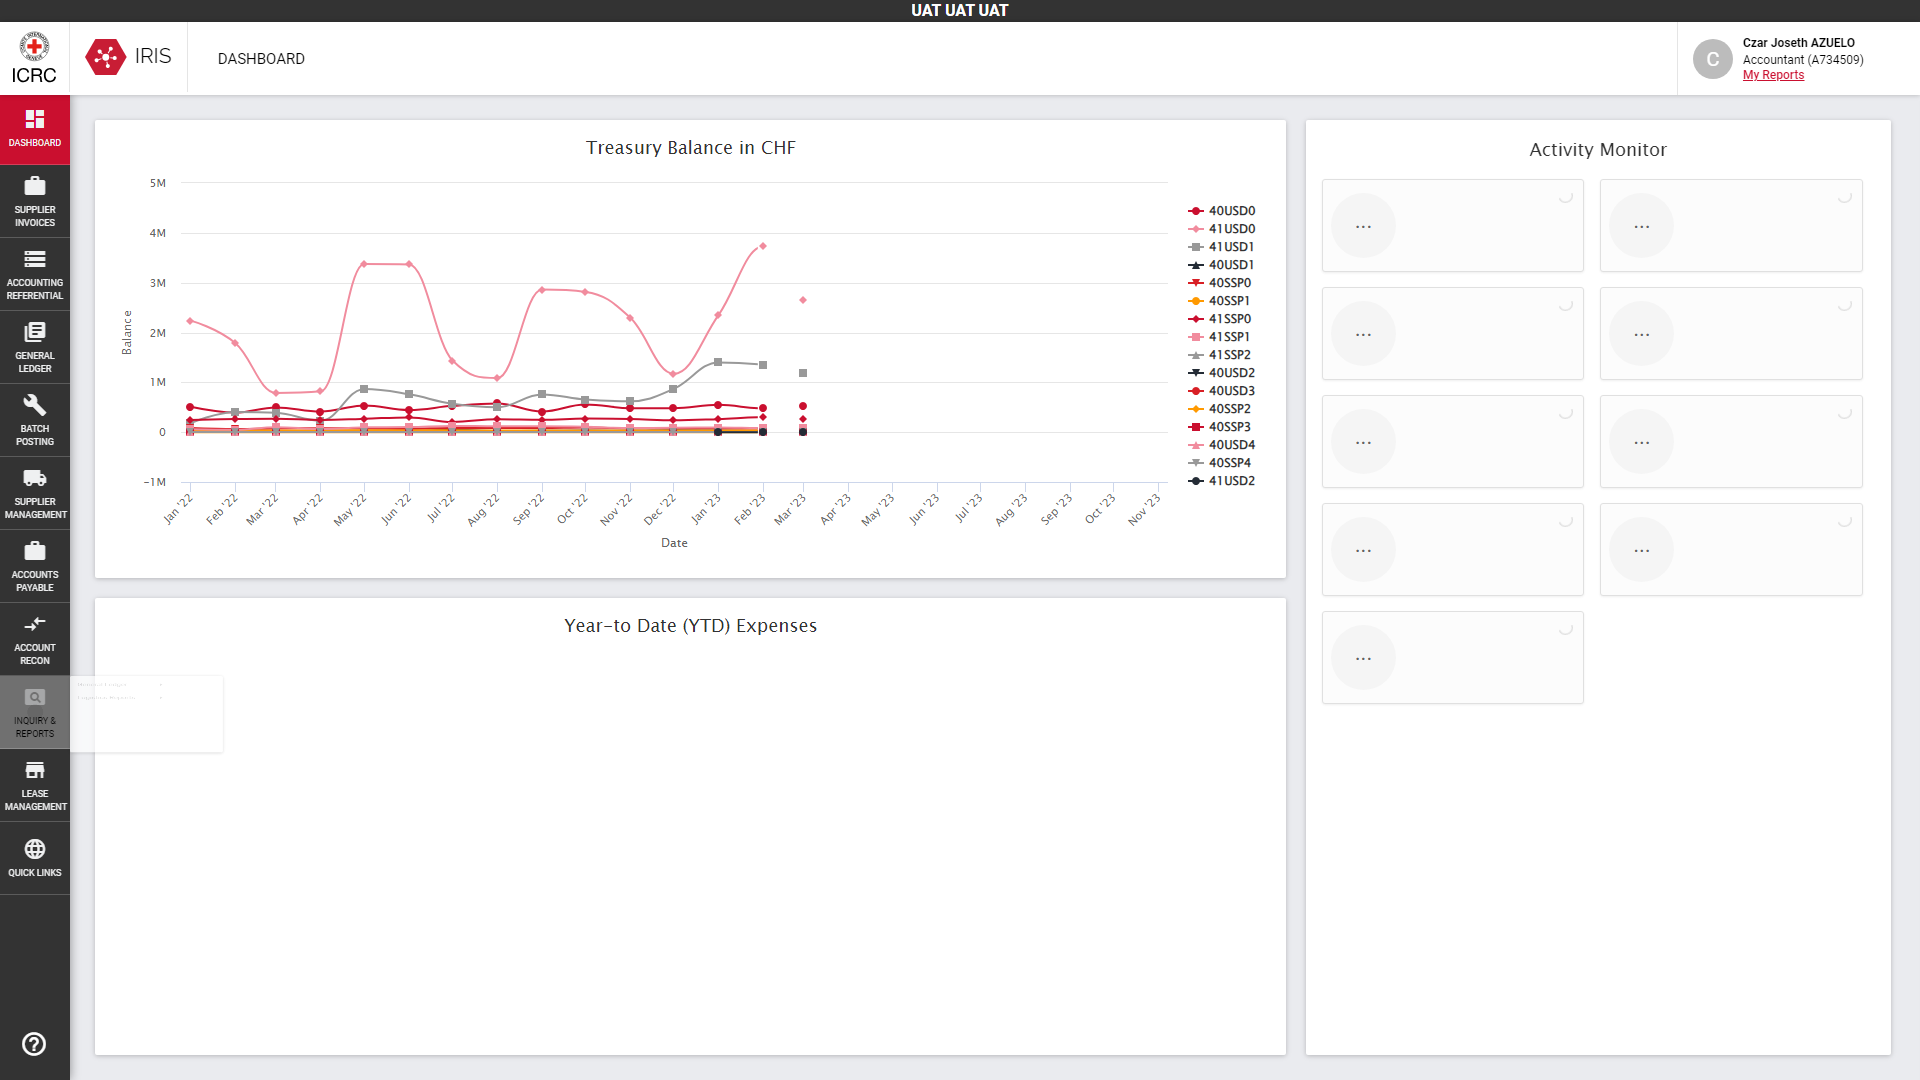 UAT UAT UAT
ICRC
IRIS
DASHBOARD
C
Czar Joseth AZUELO
Accountant (A734509)
My Reports
DASHBOARD
SUPPLIER
INVOICES
ACCOUNTING
REFERENTIAL
GENERAL
LEDGER
BATCH
POSTING
SUPPLIER
MANAGEMENT
ACCOUNTS
PAYABLE
ACCOUNT
RECON
INQUIRY &
REPORTS
LEASE
MANAGEMENT
QUICK LINKS
Treasury Balance in CHF
Balance
5M
4M
3M
2M
1M
0
-1M
Jan '22
Feb '22
Mar '22
Apr '22
May '22
Jun '22
Jul '22
Aug '22
Sep '22
Oct '22
Nov '22
Dec '22
Jan '23
Feb '23
Mar '23
Apr '23
May '23
Jun '23
Jul '23
Aug '23
Sep '23
Oct '23
Nov '23
Date
40USD0
41USD0
41USD1
40USD1
40SSP0
40SSP1
41SSP0
41SSP1
41SSP2
40USD2
40USD3
40SSP2
40SSP3
40USD4
40SSP4
41USD2
Year-to Date (YTD) Expenses
Activity Monitor
...
...
...
...
...
...
...
...
...